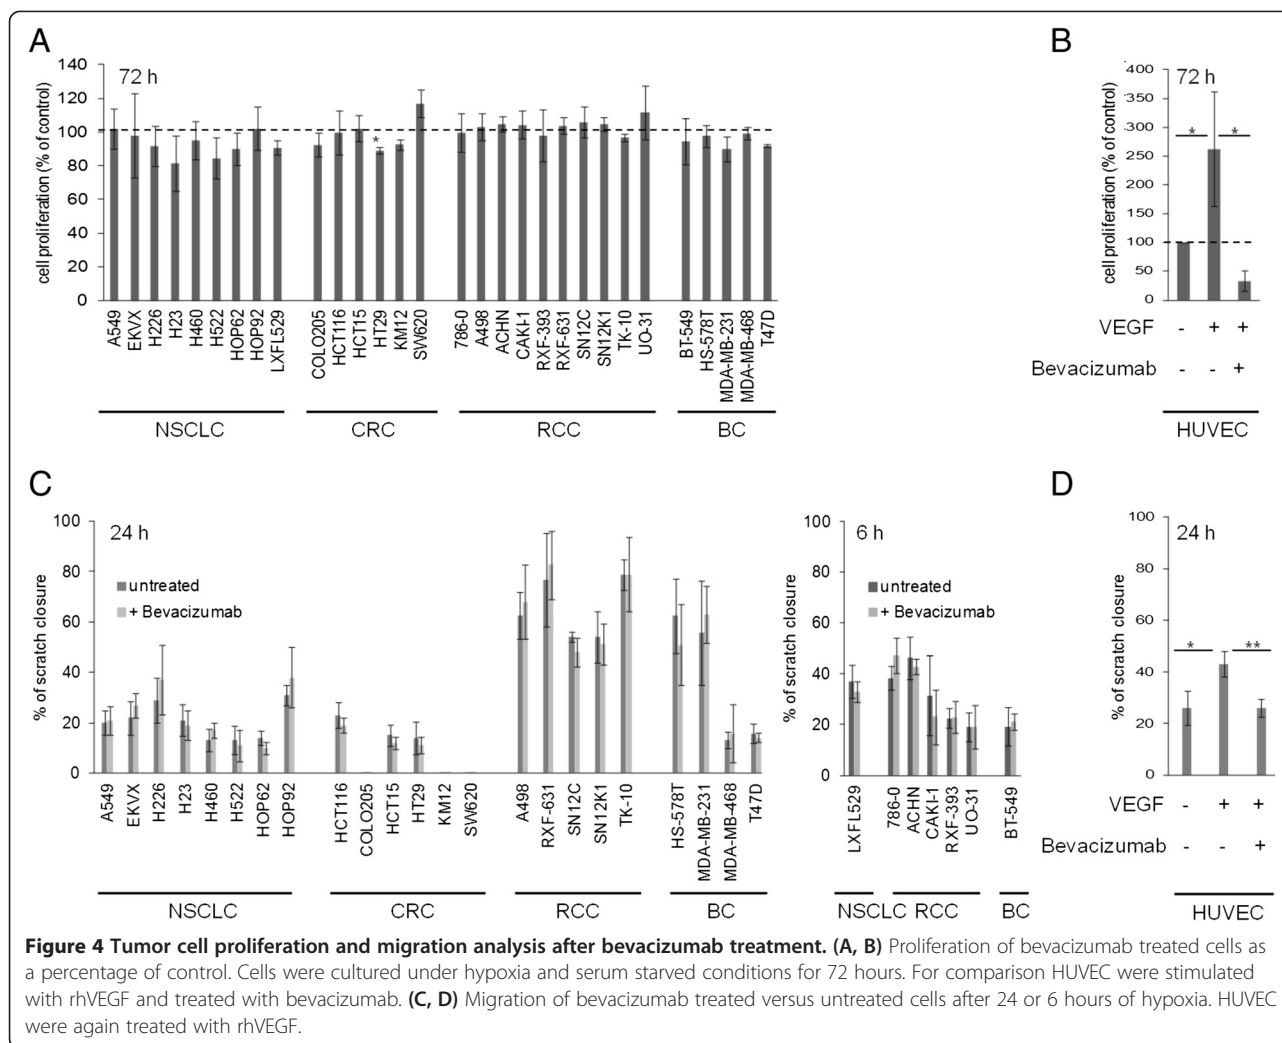 A
72 h
cell proliferation (% of control)
140
120
100
80
60
40
20
0
*
A549
EKVX
H226
H23
H460
H522
HOP62
HOP92
LXFL529
COLO205
HCT116
HCT15
HT29
KM12
SW620
786-0
A498
ACHN
CAKI-1
RXF-393
RXF-631
SN12C
SN12K1
TK-10
UO-31
BT-549
HS-578T
MDA-MB-231
MDA-MB-468
T47D
NSCLC
CRC
RCC
BC
B
72 h
cell proliferation (% of control)
400
350
300
250
200
150
100
50
0
* *
VEGF - + +
Bevacizumab - - +
HUVEC
C
24 h
% of scratch closure
100
80
60
40
20
0
untreated
+ Bevacizumab
A549
EKVX
H226
H23
H460
H522
HOP62
HOP92
HCT116
COLO205
HCT15
HT29
KM12
SW620
A498
RXF-631
SN12C
SN12K1
TK-10
HS-578T
MDA-MB-231
MDA-MB-468
T47D
NSCLC
CRC
RCC
BC
6 h
% of scratch closure
100
80
60
40
20
0
untreated
+ Bevacizumab
LXFL529
786-0
ACHN
CAKI-1
RXF-393
UO-31
BT-549
NSCLC
RCC
BC
D
24 h
% of scratch closure
100
80
60
40
20
0
* **
VEGF - + +
Bevacizumab - - +
HUVEC
Figure 4 Tumor cell proliferation and migration analysis after bevacizumab treatment. (A, B) Proliferation of bevacizumab treated cells as
a percentage of control. Cells were cultured under hypoxia and serum starved conditions for 72 hours. For comparison HUVEC were stimulated
with rhVEGF and treated with bevacizumab. (C, D) Migration of bevacizumab treated versus untreated cells after 24 or 6 hours of hypoxia. HUVEC
were again treated with rhVEGF.